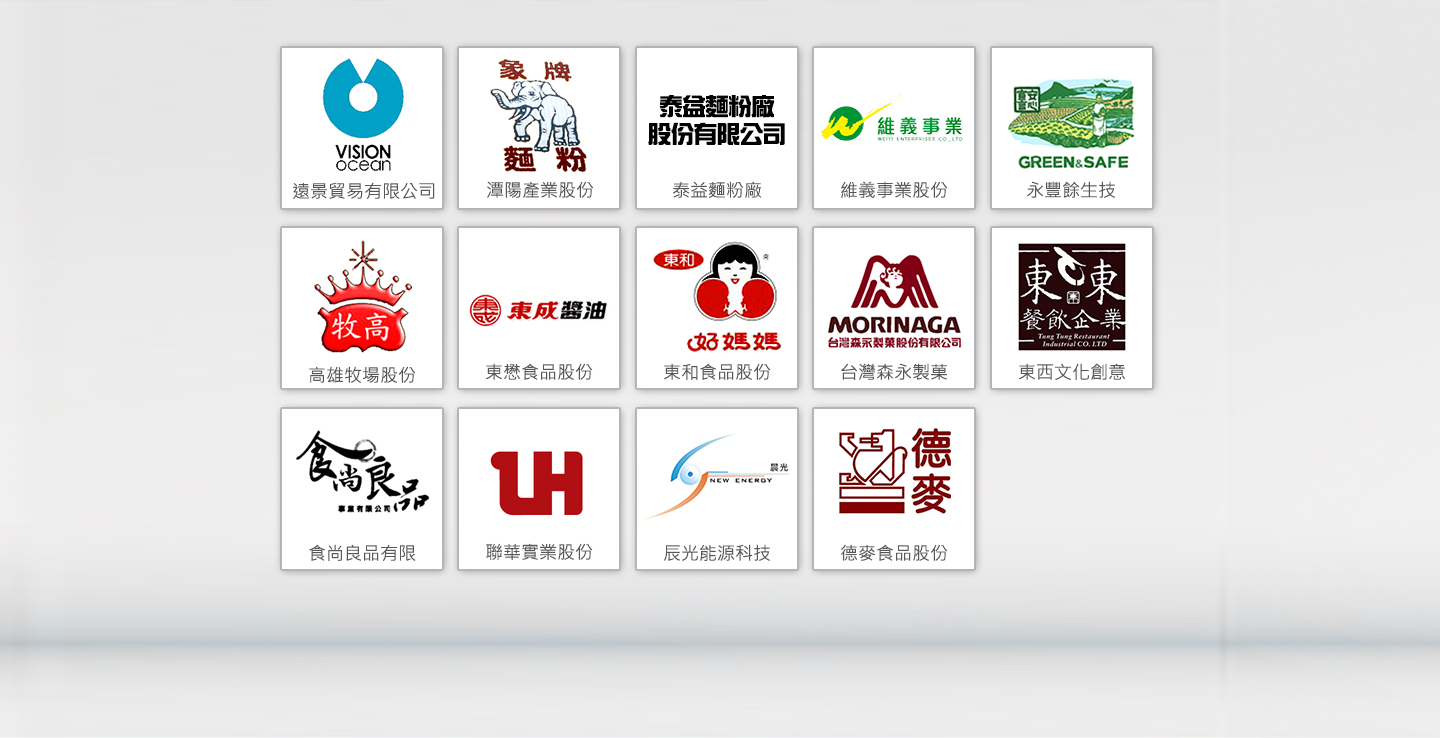 VISION
ocean
遠景貿易有限公司
象牌
麵粉
潭陽產業股份
泰益麵粉廠
股份有限公司
泰益麵粉廠
維義事業
WEIYI ENTERPRISES CO., LTD
維義事業股份
安心
食育
GREEN&SAFE
永豐餘生技
牧高
高雄牧場股份
東成醬油
東懋食品股份
東和
®
好媽媽
東和食品股份
MORINAGA
台灣森永製菓股份有限公司
台灣森永製菓
東東
餐飲企業
Tung Tung Restaurant
Industrial CO. LTD
東西文化創意
食尚良品
事業有限公司
食尚良品有限
UH
聯華實業股份
晨光
NEW ENERGY
辰光能源科技
德麥
德麥食品股份